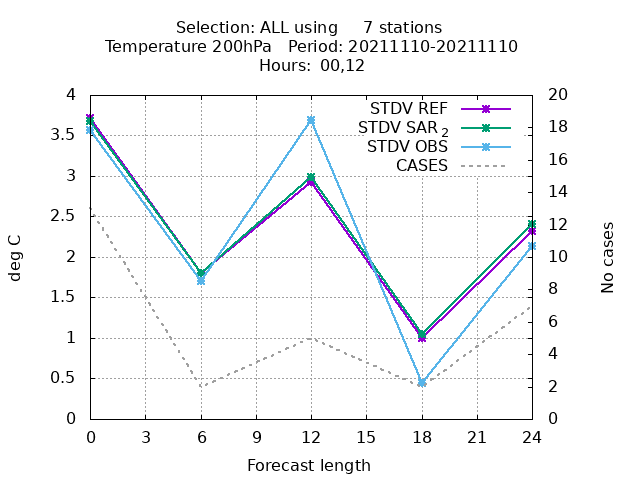 Selection: ALL using     7 stations
Temperature 200hPa   Period: 20211110-20211110
Hours:  00,12
STDV REF
STDV SAR 2
STDV OBS
CASES
4
3.5
3
2.5
2
1.5
1
0.5
0
20
18
16
14
12
10
8
6
4
2
0
deg C
No cases
0 3 6 9 12 15 18 21 24
Forecast length